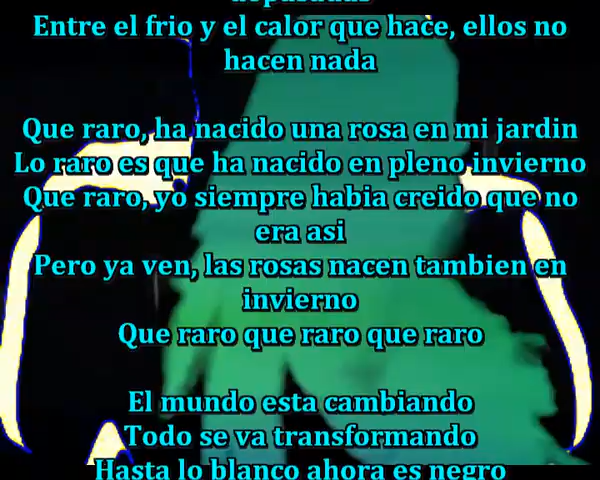 Entre el frio y el calor que hace, ellos no
hacen nada
Que raro, ha nacido una rosa en mi jardin
Lo raro es que ha nacido en pleno invierno
Que raro, yo siempre habia creido que no
era asi
Pero ya ven, las rosas nacen tambien en
invierno
Que raro que raro que raro
El mundo esta cambiando
Todo se va transformando
Hasta lo blanco ahora es negro